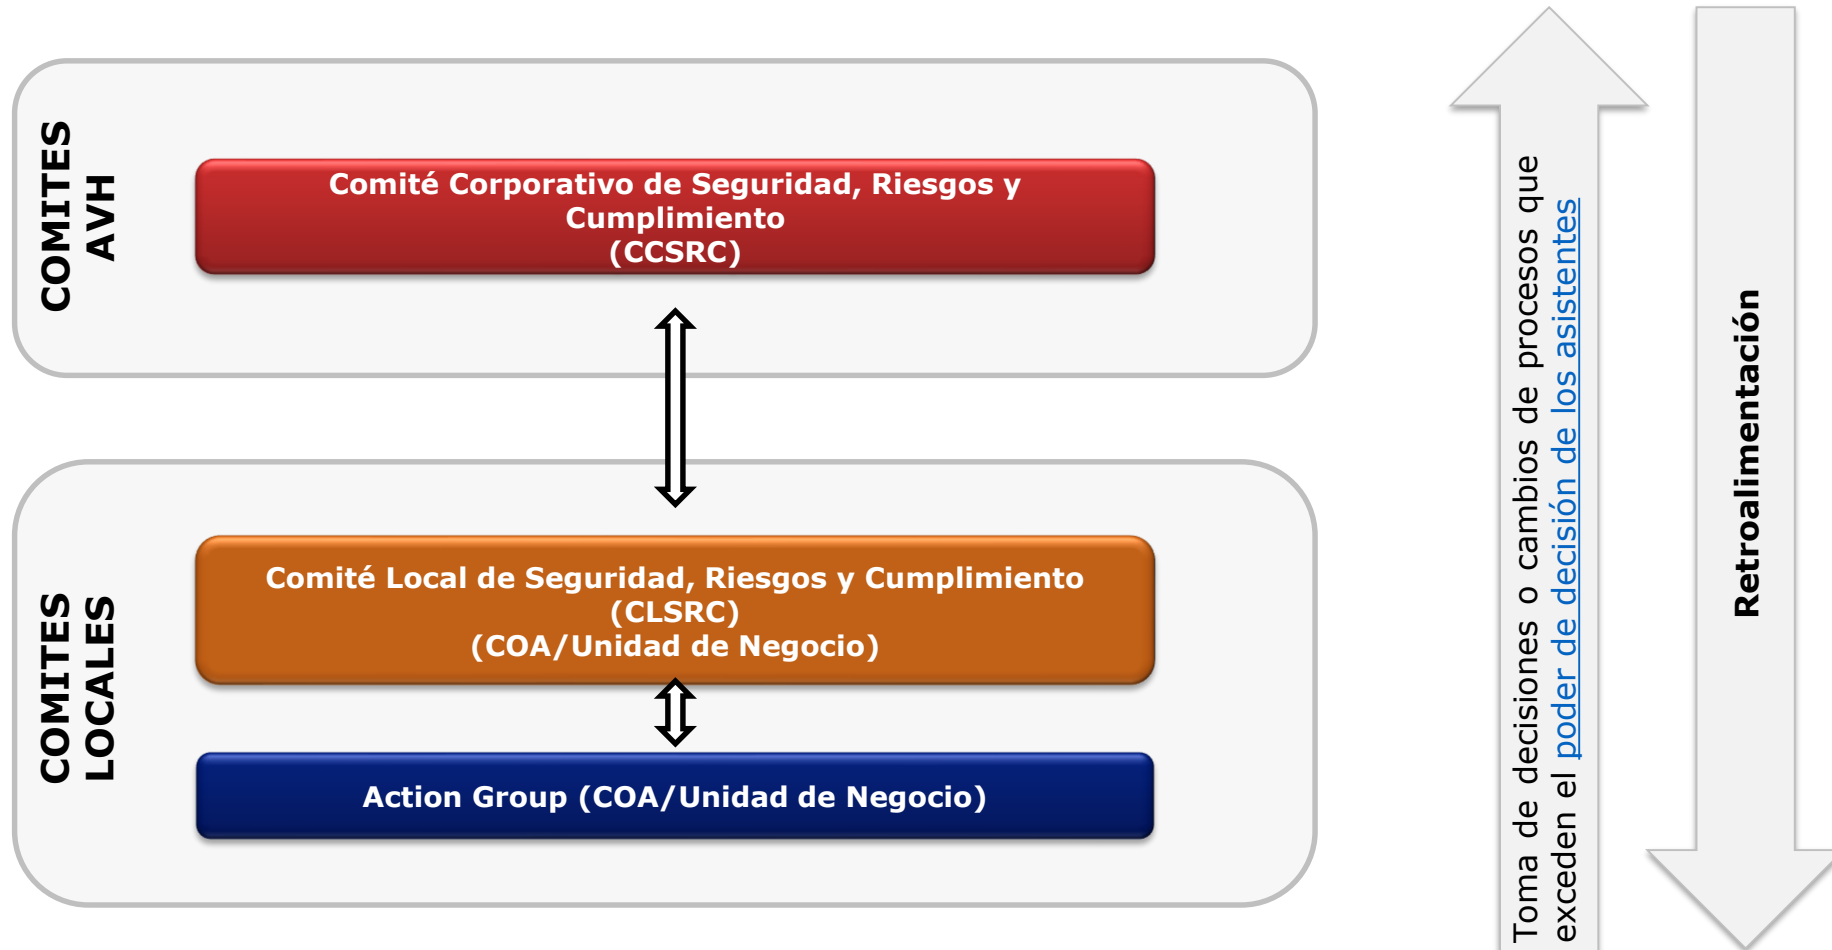 COMITES
AVH
Comité Corporativo de Seguridad, Riesgos y
Cumplimiento
(CCSRC)
COMITES
LOCALES
Comité Local de Seguridad, Riesgos y Cumplimiento
(CLSRC)
(COA/Unidad de Negocio)
Action Group (COA/Unidad de Negocio)
Toma de decisiones o cambios de procesos que
exceden el poder de decisión de los asistentes
Retroalimentación